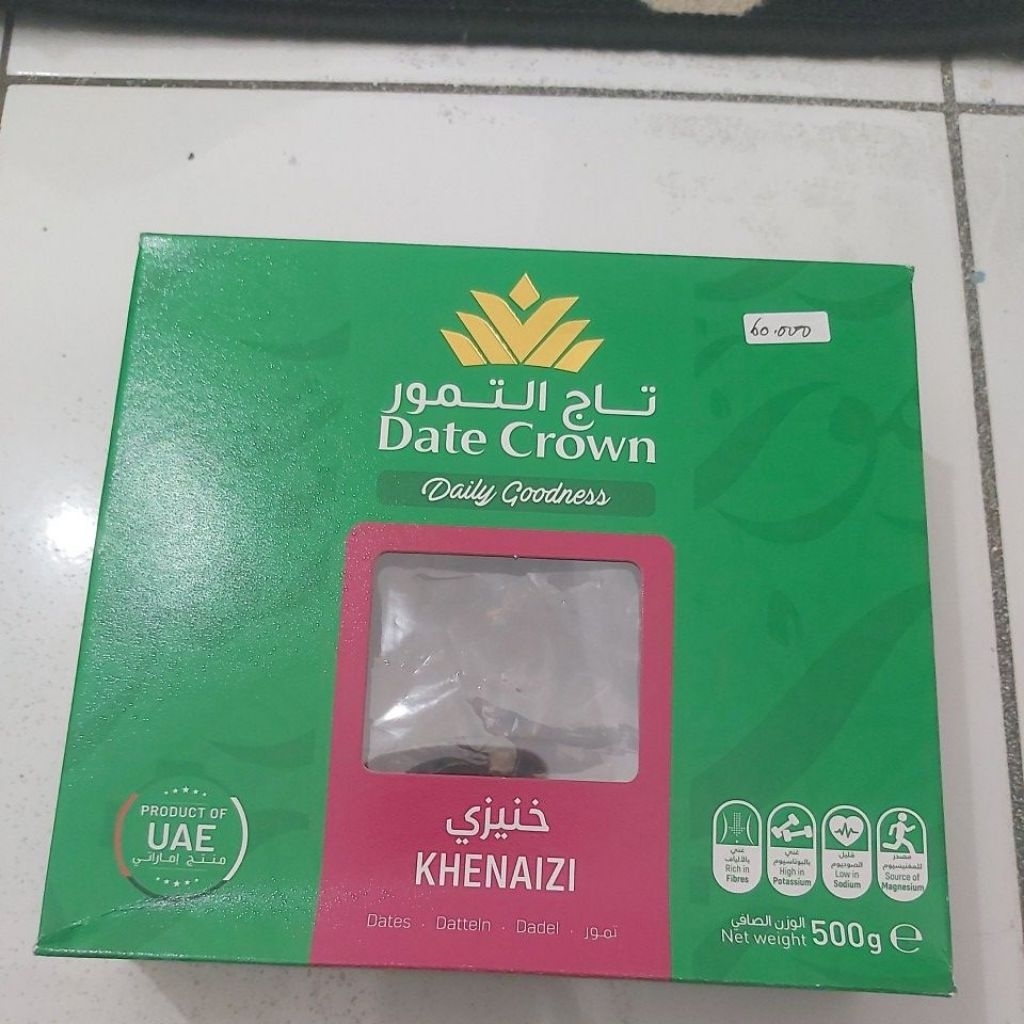 60.000
تاج التمور
Date Crown
Daily Goodness
خنيزي
KHENAIZI
Dates · Datteln · Dadel · تمور
PRODUCT OF
UAE
منتج إماراتي
غني
بالألياف
Rich in
Fibres
غني
بالبوتاسيوم
High in
Potassium
قليل
الصوديوم
Low in
Sodium
مصدر
للمغنيسيوم
Source of
Magnesium
الوزن الصافي
Net weight 500g e